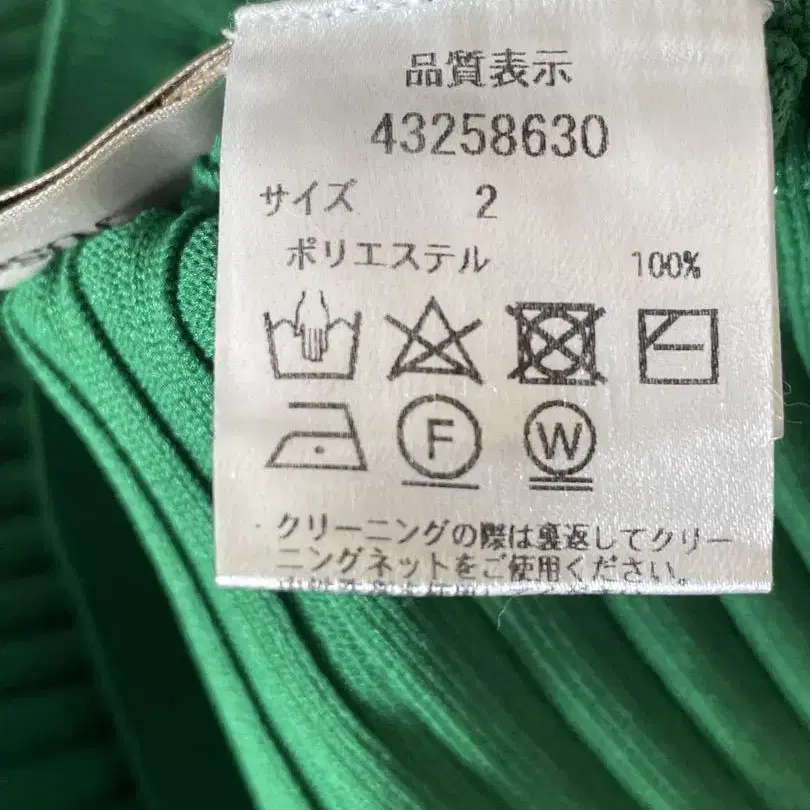 品質表示
43258630
サイズ 2
ポリエステル 100%
F W
クリーニングの際は裏返してクリー
ニングネットをご使用ください。